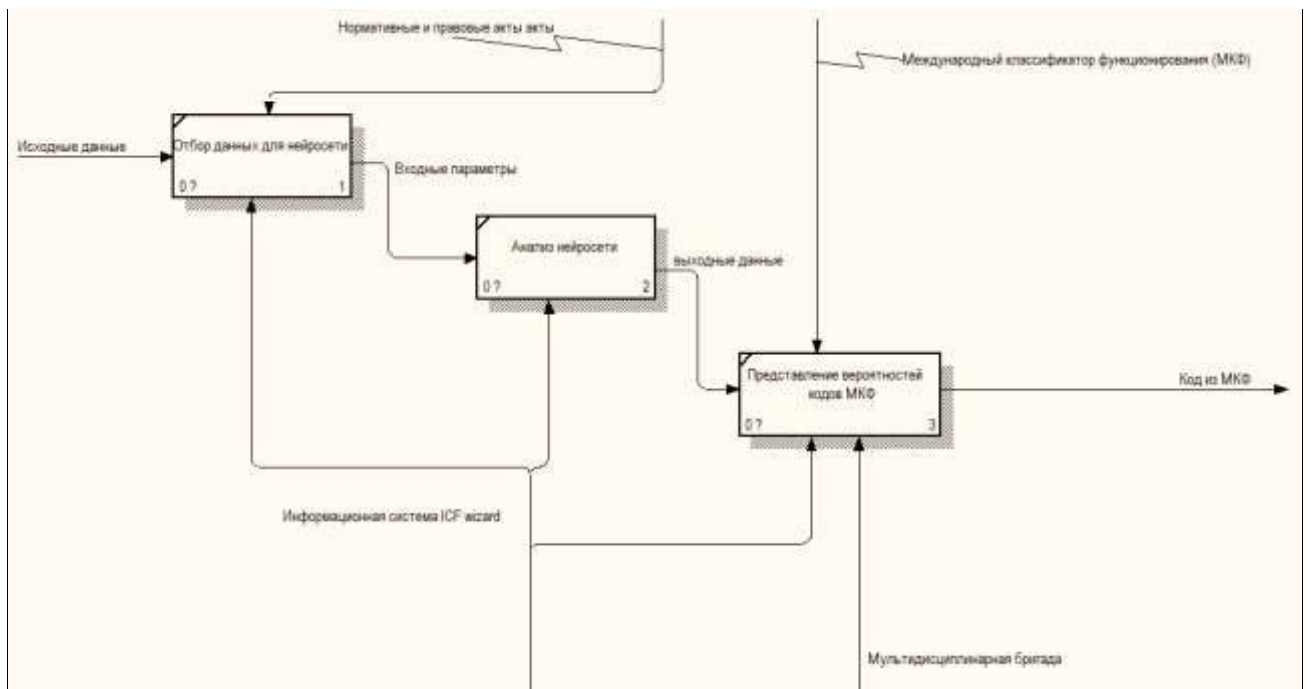 Нормативные и правовые акты акты
Международный классификатор функционирования (МКФ)
Исходные данные
Отбор данных для нейросети
0 ?
1
Входные параметры
Анализ нейросети
0 ?
2
выходные данные
Представление вероятностей
кодов МКФ
0 ?
3
Код из МКФ
Информационная система ICF wizard
Мультидисциплинарная бригада